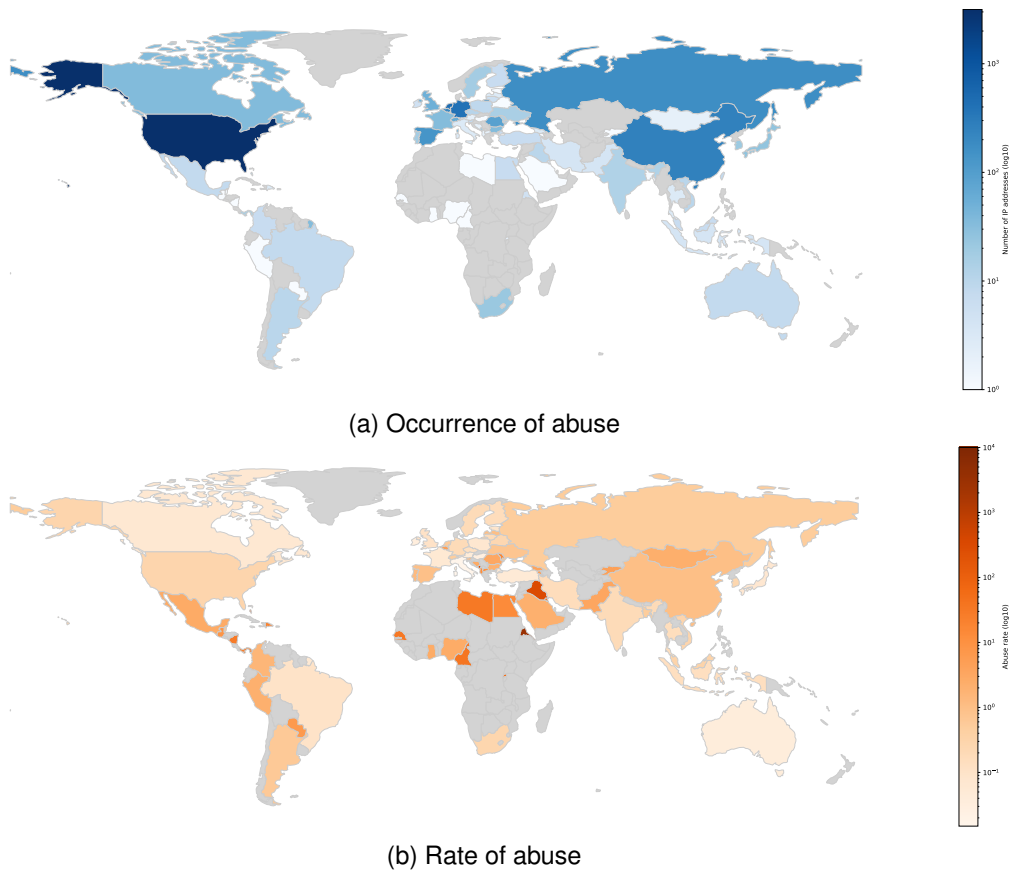 10³
10²
10¹
10⁰
Number of IP addresses (log10)
(a) Occurrence of abuse
10⁴
10³
10²
10¹
10⁰
10⁻¹
Abuse rate (log10)
(b) Rate of abuse